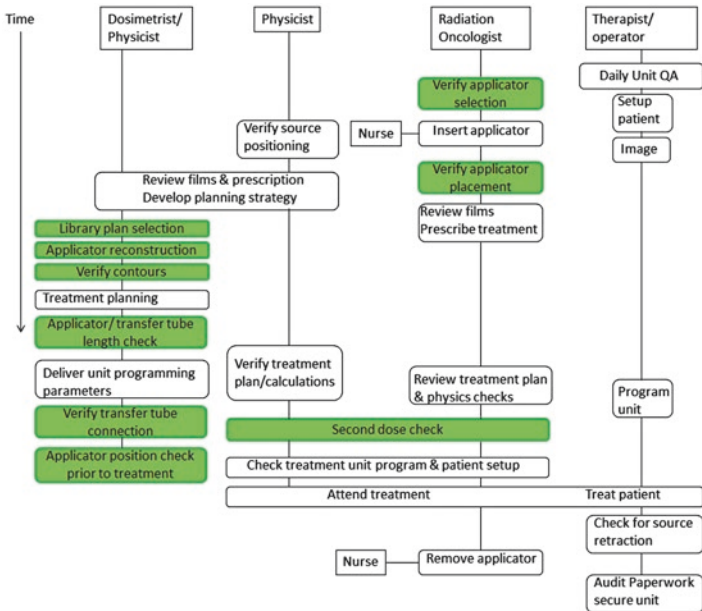 Time
Dosimetrist/
Physicist
Physicist
Radiation
Oncologist
Therapist/
operator
Daily Unit QA
Verify applicator
selection
Setup
patient
Verify source
positioning
Nurse
Insert applicator
Image
Review films & prescription
Develop planning strategy
Verify applicator
placement
Library plan selection
Review films
Prescribe treatment
Applicator reconstruction
Verify contours
Treatment planning
Applicator/ transfer tube
length check
Verify treatment
plan/calculations
Deliver unit programming
parameters
Review treatment plan
& physics checks
Program
unit
Verify transfer tube
connection
Second dose check
Applicator position check
prior to treatment
Check treatment unit program & patient setup
Attend treatment
Treat patient
Check for source
retraction
Nurse
Remove applicator
Audit Paperwork
secure unit